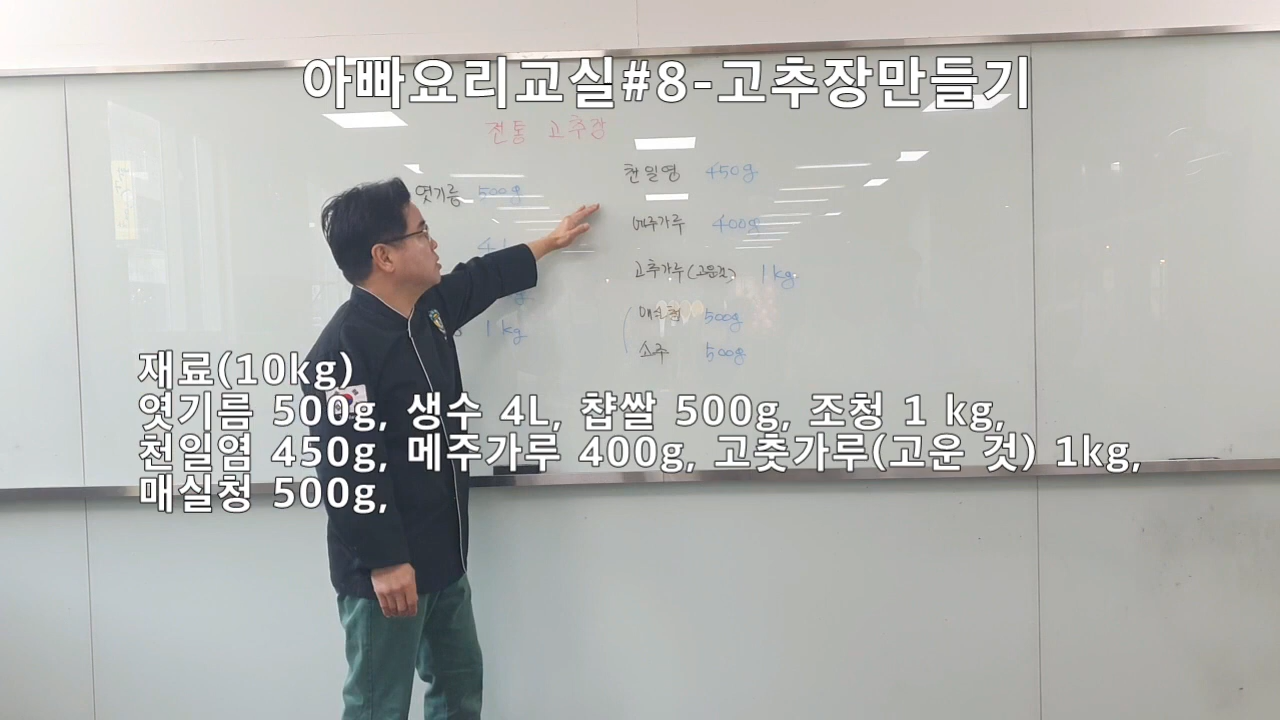 아빠요리교실#8-고추장만들기
전통 고추장
엿기름 500g
천일염 450g
메주가루 400g
고추가루(고운것) 1kg
1kg
매실청 500g
소주 500g
재료(10kg)
엿기름 500g, 생수 4L, 찹쌀 500g, 조청 1 kg,
천일염 450g, 메주가루 400g, 고춧가루(고운 것) 1kg,
매실청 500g,